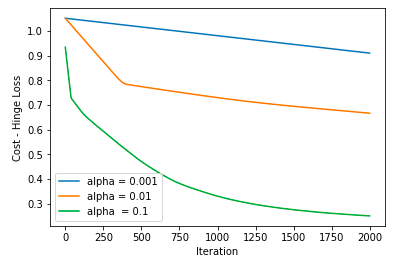 Cost - Hinge Loss
1.0
0.9
0.8
0.7
0.6
0.5
0.4
0.3
alpha = 0.001
alpha = 0.01
alpha  = 0.1
0 250 500 750 1000 1250 1500 1750 2000
Iteration